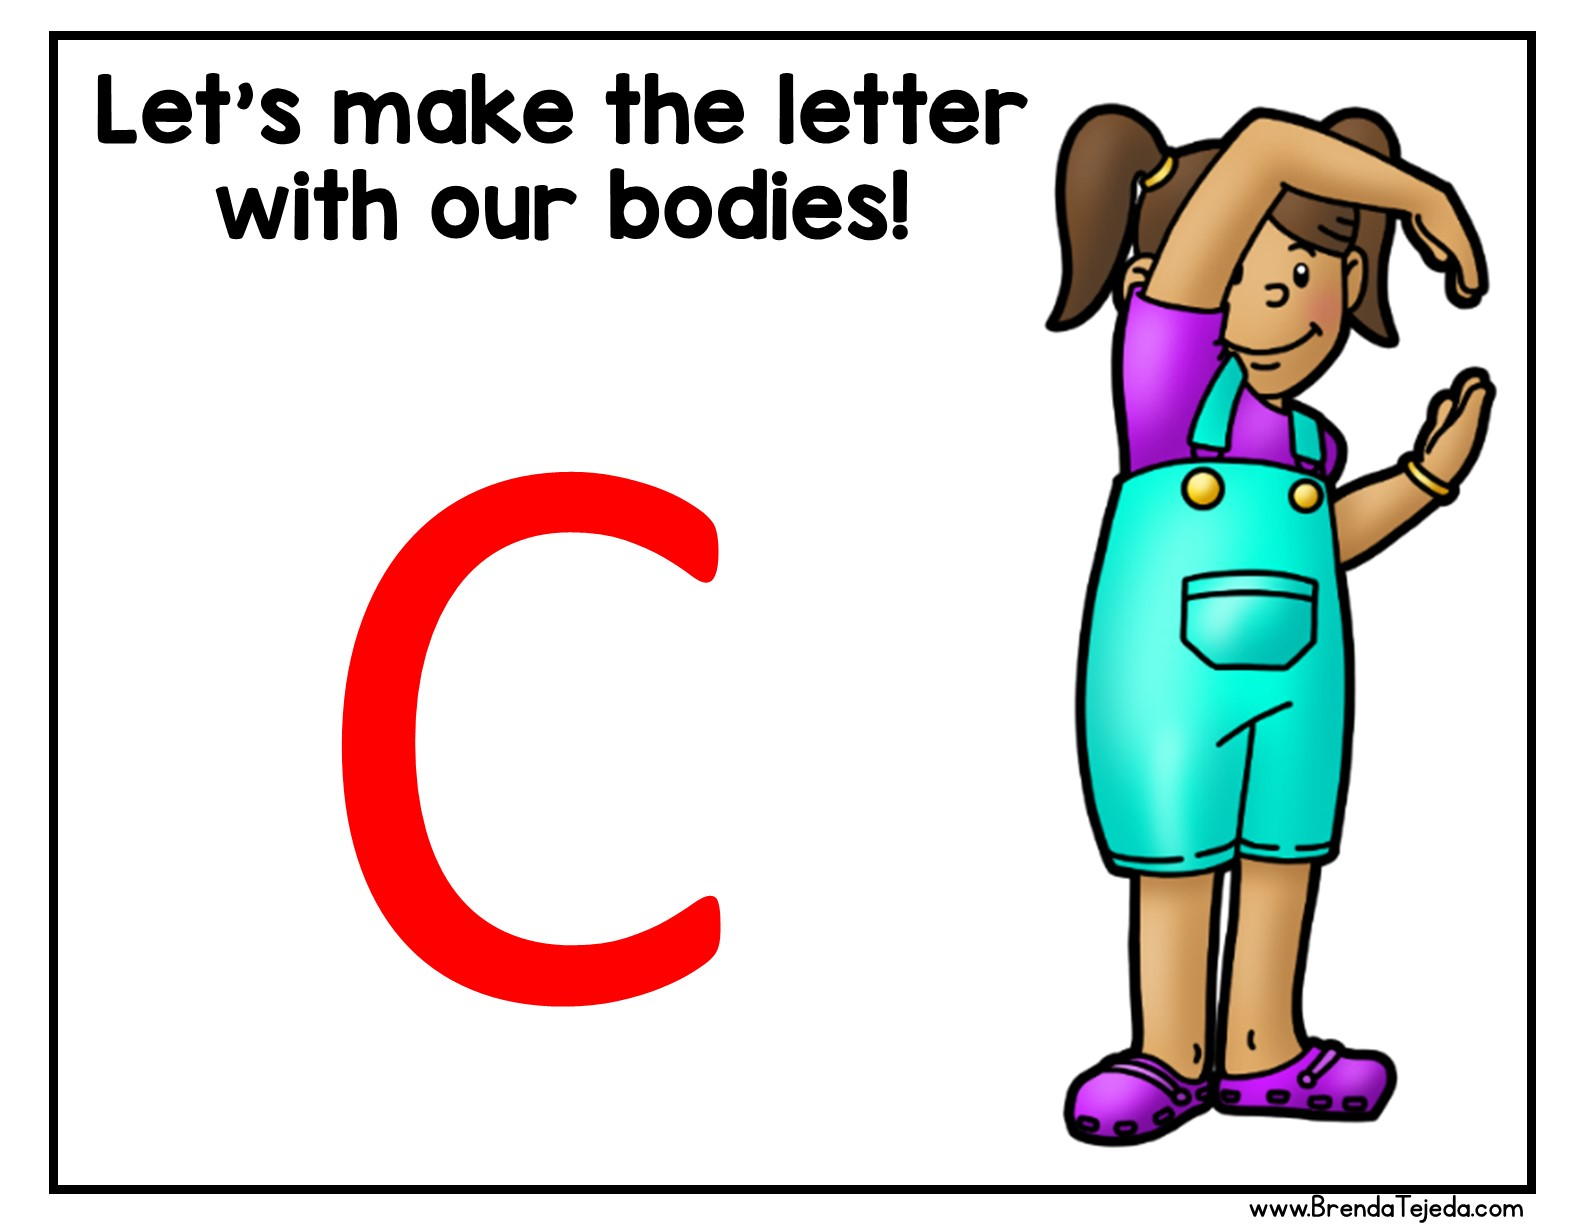 Let's make the letter
with our bodies!
C
www.BrendaTejeda.com